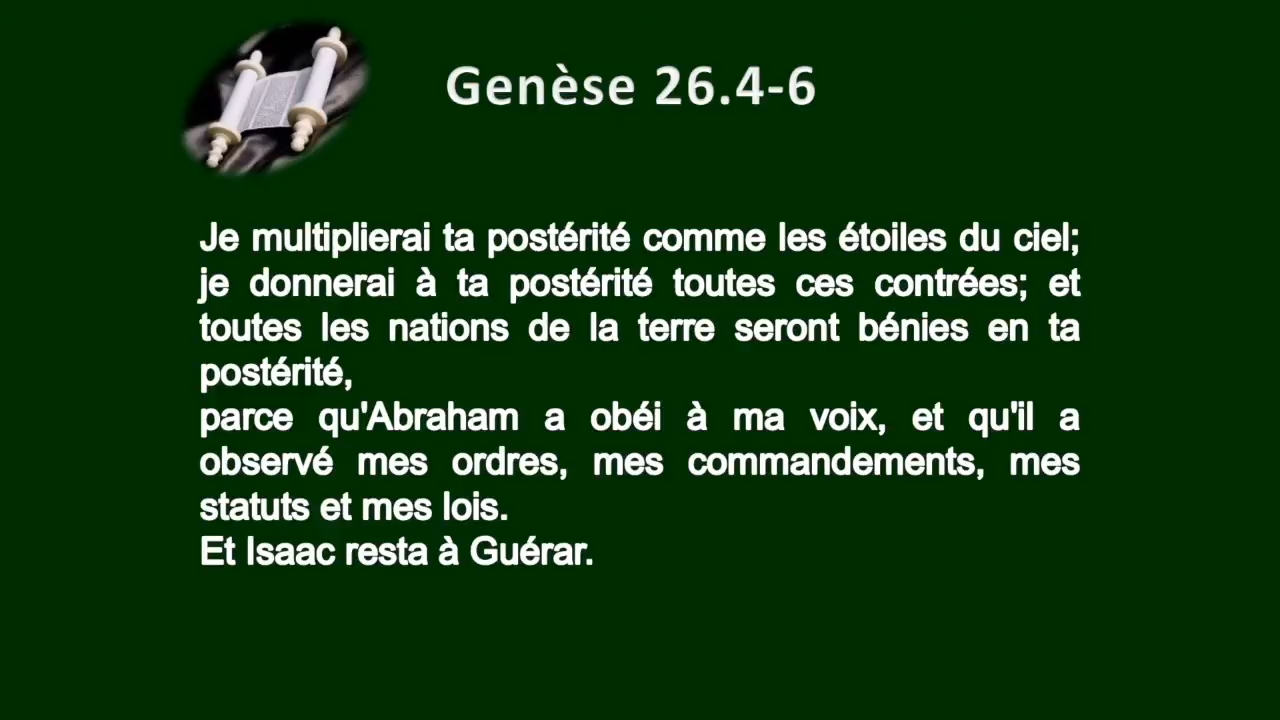 Genèse 26.4-6
Je multiplierai ta postérité comme les étoiles du ciel;
je donnerai à ta postérité toutes ces contrées; et
toutes les nations de la terre seront bénies en ta
postérité,
parce qu'Abraham a obéi à ma voix, et qu'il a
observé mes ordres, mes commandements, mes
statuts et mes lois.
Et Isaac resta à Guérar.